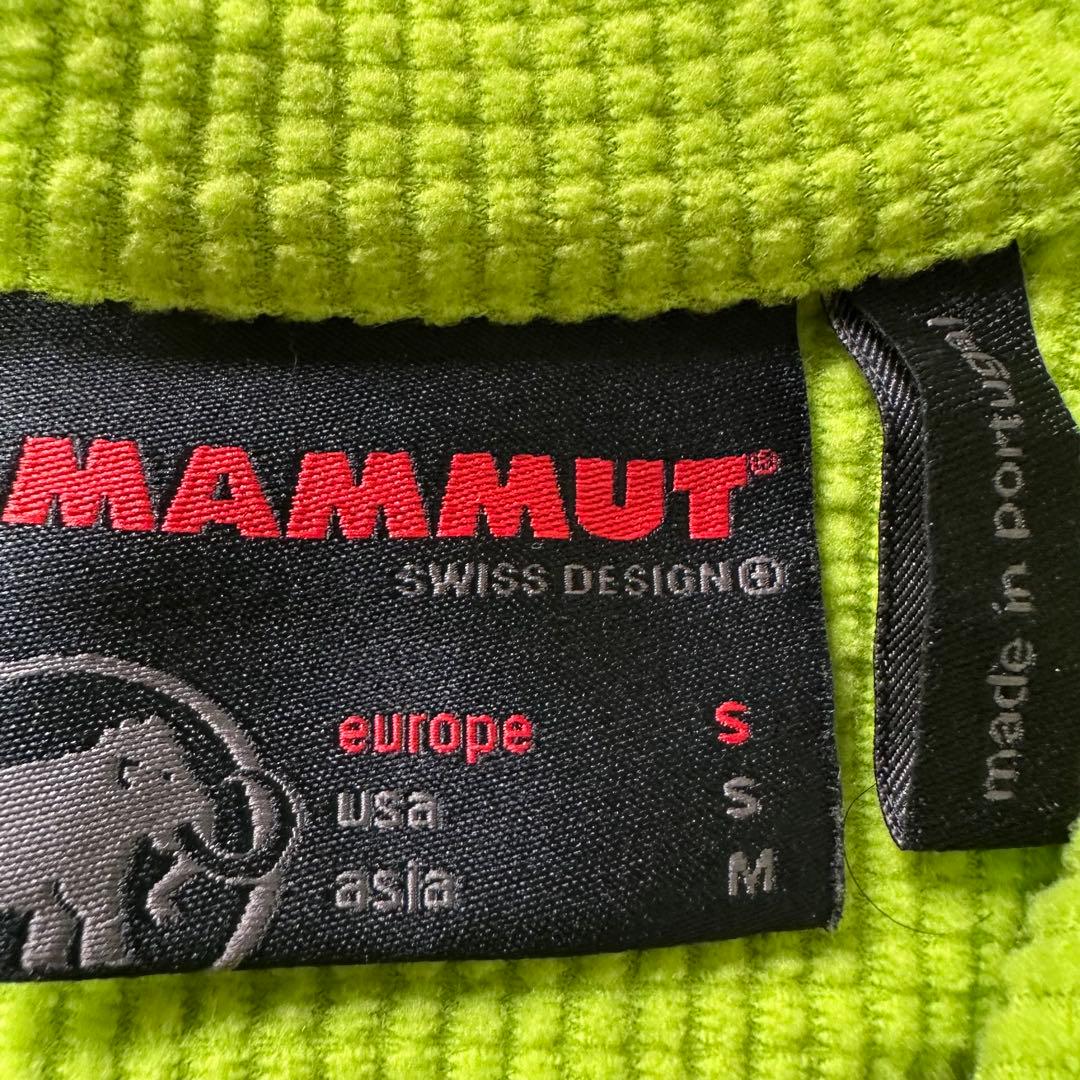 MAMMUT®
SWISS DESIGN
europe S
usa S
asia M
made in portugal